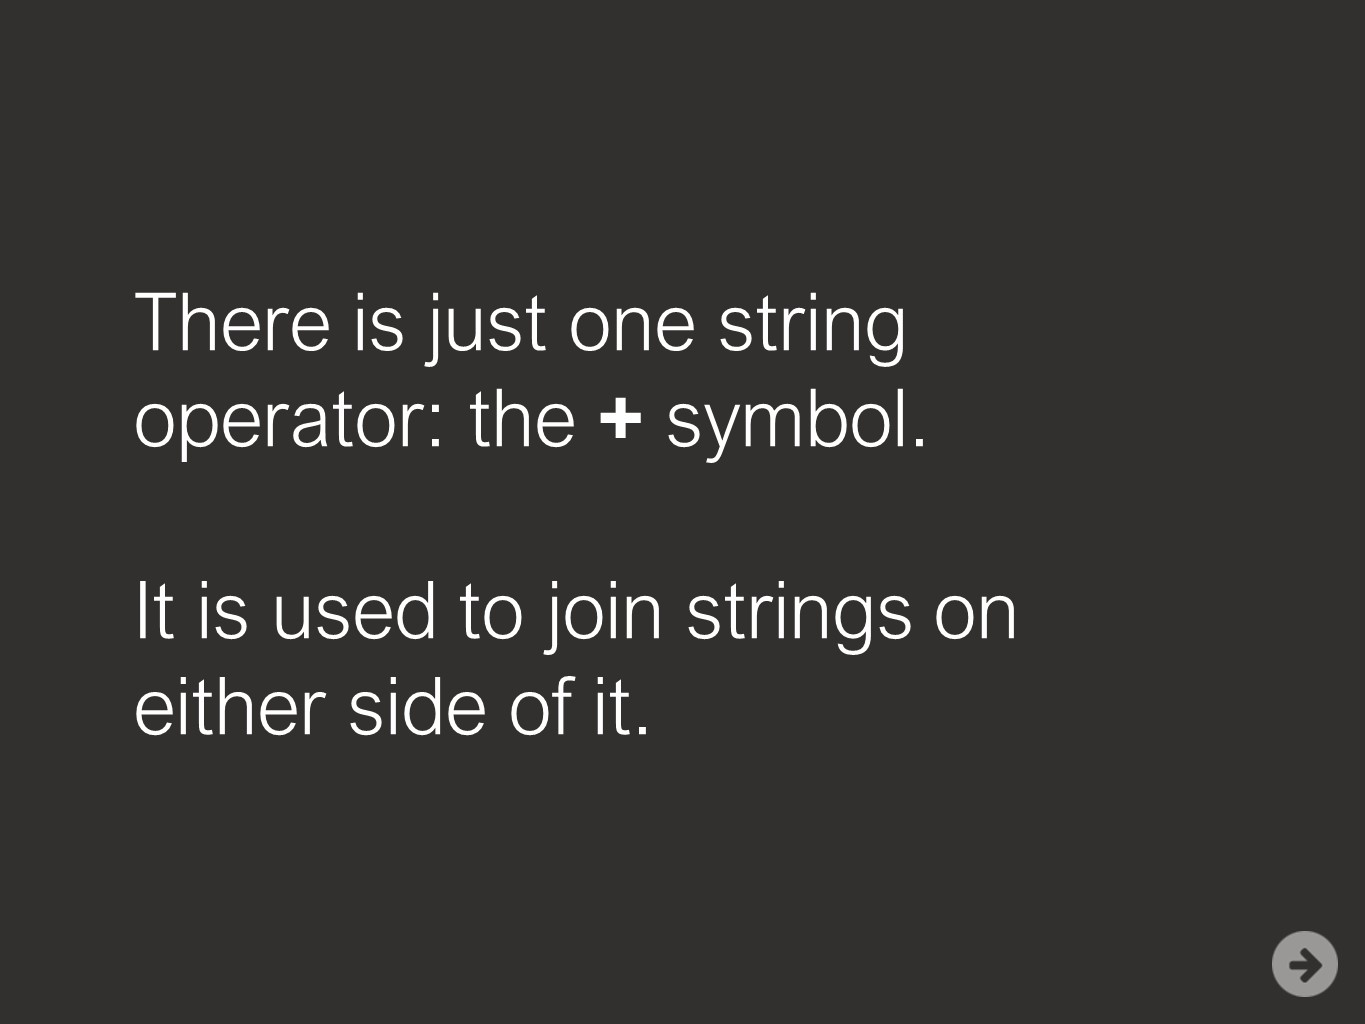 There is just one string
operator: the + symbol.
It is used to join strings on
either side of it.